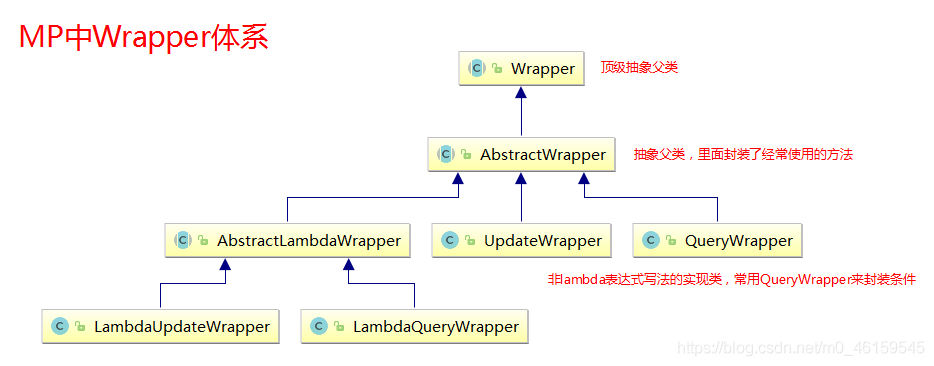 MP中Wrapper体系
Wrapper 顶级抽象父类
AbstractWrapper 抽象父类，里面封装了经常使用的方法
AbstractLambdaWrapper UpdateWrapper QueryWrapper
非lambda表达式写法的实现类，常用QueryWrapper来封装条件
LambdaUpdateWrapper LambdaQueryWrapper
https://blog.csdn.net/m0_46159545